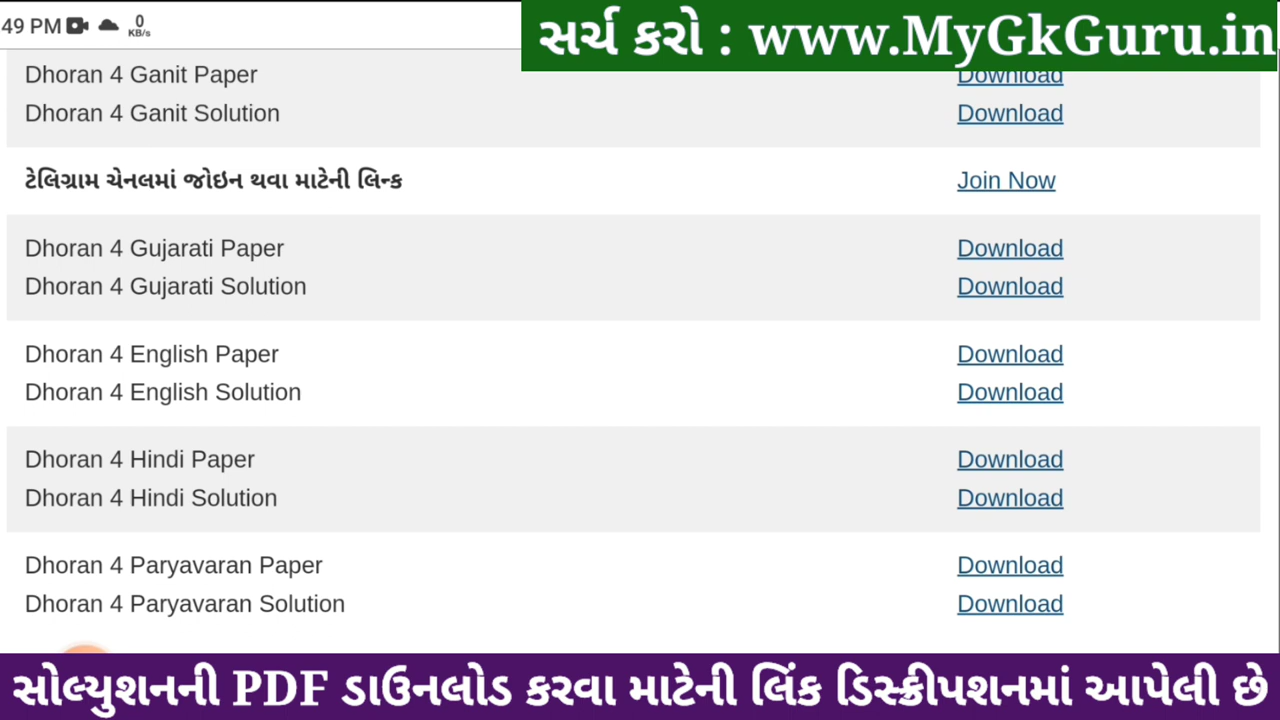 49 PM 0 KB/s
સર્ચ કરો : www.MyGkGuru.in
Dhoran 4 Ganit Paper Download
Dhoran 4 Ganit Solution Download
ટેલિગ્રામ ચેનલમાં જોઇન થવા માટેની લિન્ક Join Now
Dhoran 4 Gujarati Paper Download
Dhoran 4 Gujarati Solution Download
Dhoran 4 English Paper Download
Dhoran 4 English Solution Download
Dhoran 4 Hindi Paper Download
Dhoran 4 Hindi Solution Download
Dhoran 4 Paryavaran Paper Download
Dhoran 4 Paryavaran Solution Download
સોલ્યુશનની PDF ડાઉનલોડ કરવા માટેની લિંક ડિસ્ક્રીપશનમાં આપેલી છે